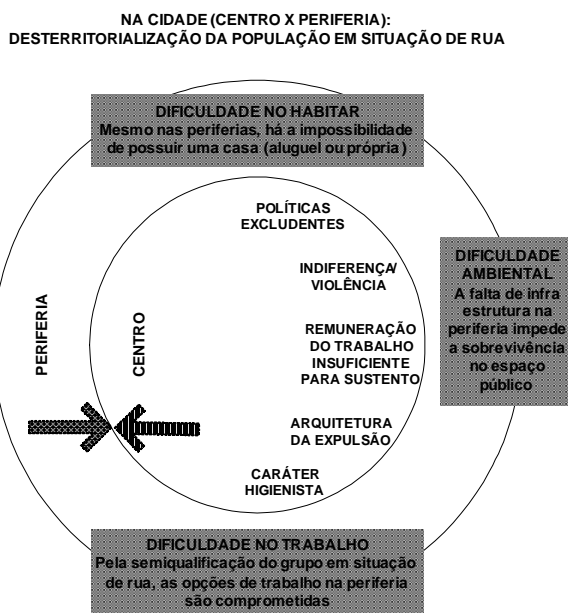 NA CIDADE (CENTRO X PERIFERIA):
DESTERRITORIALIZAÇÃO DA POPULAÇÃO EM SITUAÇÃO DE RUA
DIFICULDADE NO HABITAR
Mesmo nas periferias, há a impossibilidade
de possuir uma casa (aluguel ou própria)
POLÍTICAS
EXCLUDENTES
INDIFERENÇA/
VIOLÊNCIA
REMUNERAÇÃO
DO TRABALHO
INSUFICIENTE
PARA SUSTENTO
ARQUITETURA
DA EXPULSÃO
CARÁTER
HIGIENISTA
PERIFERIA
CENTRO
DIFICULDADE
AMBIENTAL
A falta de infra
estrutura na
periferia impede
a sobrevivência
no espaço
público
DIFICULDADE NO TRABALHO
Pela semiqualificação do grupo em situação
de rua, as opções de trabalho na periferia
são comprometidas